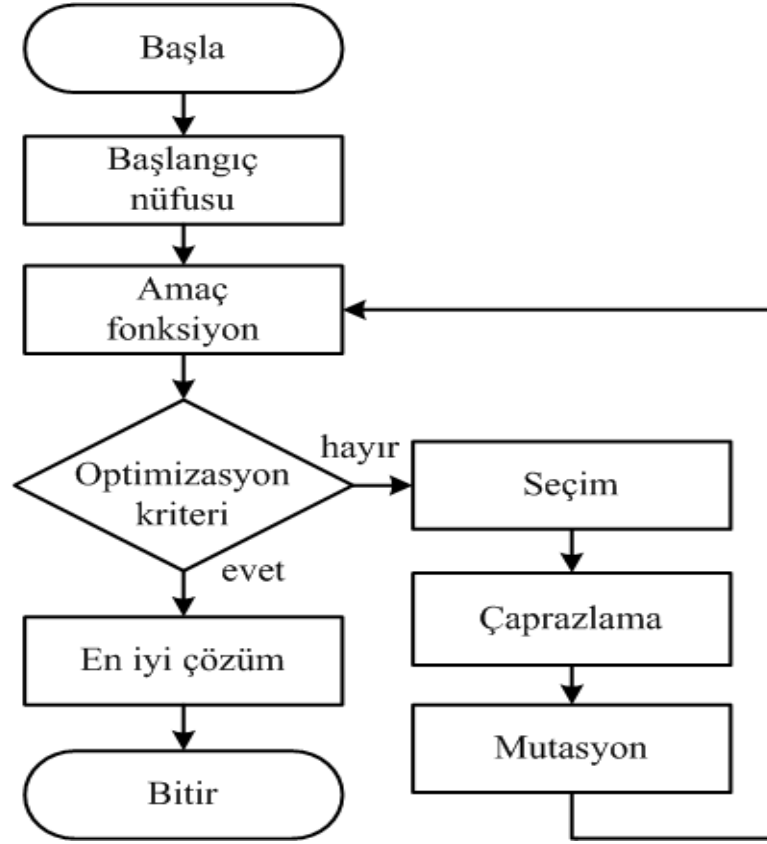 Başla
Başlangıç
nüfusu
Amaç
fonksiyon
Optimizasyon
kriteri
hayır
evet
Seçim
Çaprazlama
Mutasyon
En iyi çözüm
Bitir